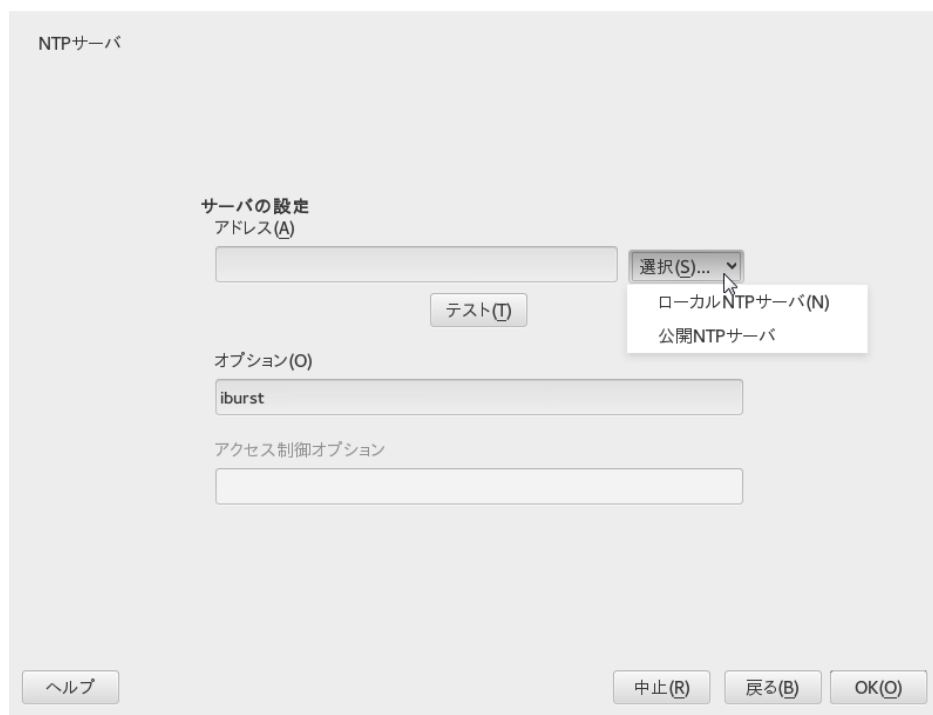 NTPサーバ
サーバの設定
アドレス(A)
選択(S)...
ローカルNTPサーバ(N)
公開NTPサーバ
テスト(T)
オプション(O)
iburst
アクセス制御オプション
ヘルプ
中止(R)
戻る(B)
OK(O)